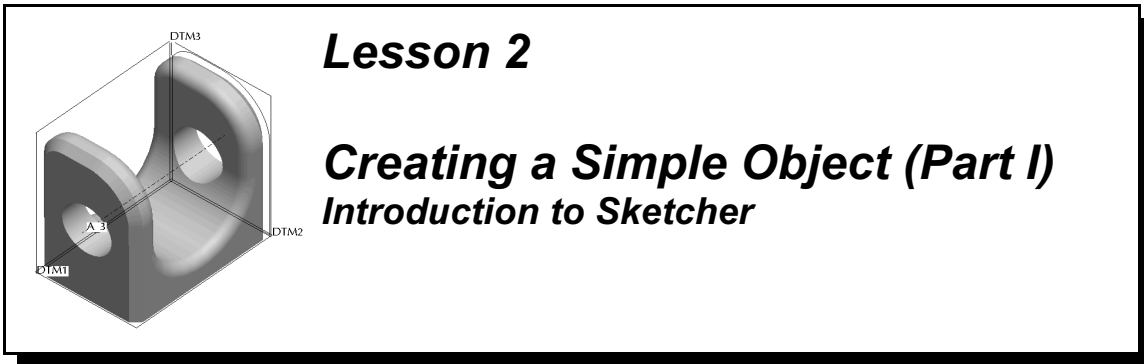 DTM3
Lesson 2
Creating a Simple Object (Part I)
Introduction to Sketcher
A_3
DTM2
DTM1